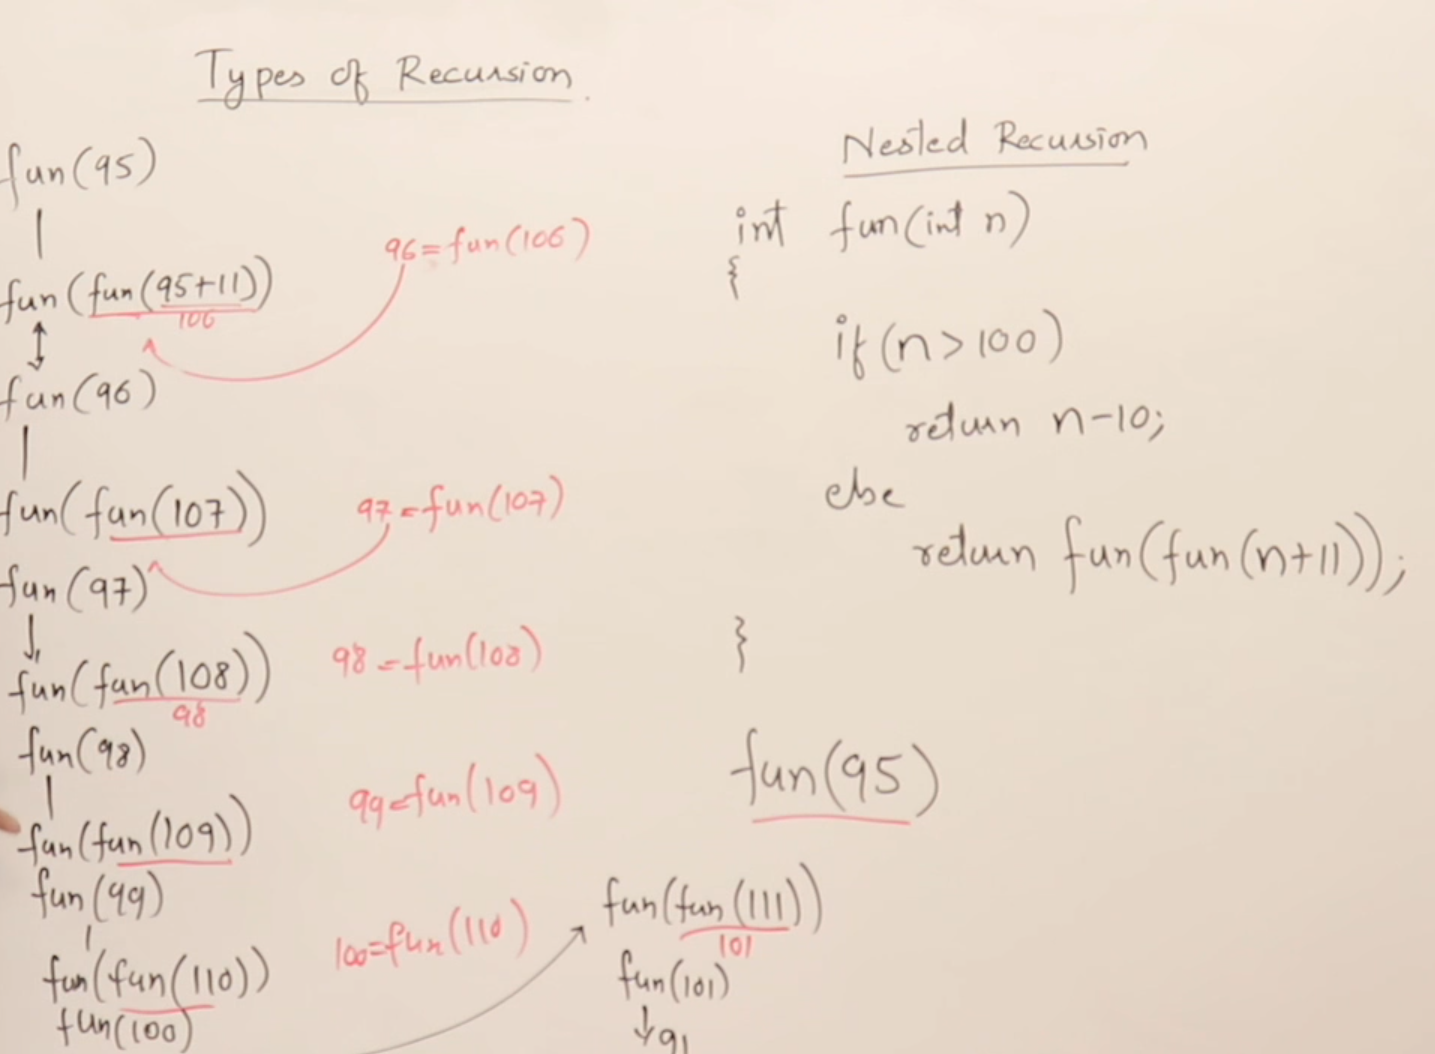 Types of Recursion
fun(95)
fun(fun(95+11))
106
96=fun(106)
fun(96)
fun(fun(107))
97=fun(107)
fun(97)
fun(fun(108))
98
98=fun(108)
fun(98)
fun(fun(109))
99=fun(109)
fun(99)
fun(fun(110))
100=fun(110)
fun(100)
fun(fun(111))
101
fun(101)
91
Nested Recursion
int fun(int n)
{
if(n>100)
return n-10;
else
return fun(fun(n+11));
}
fun(95)